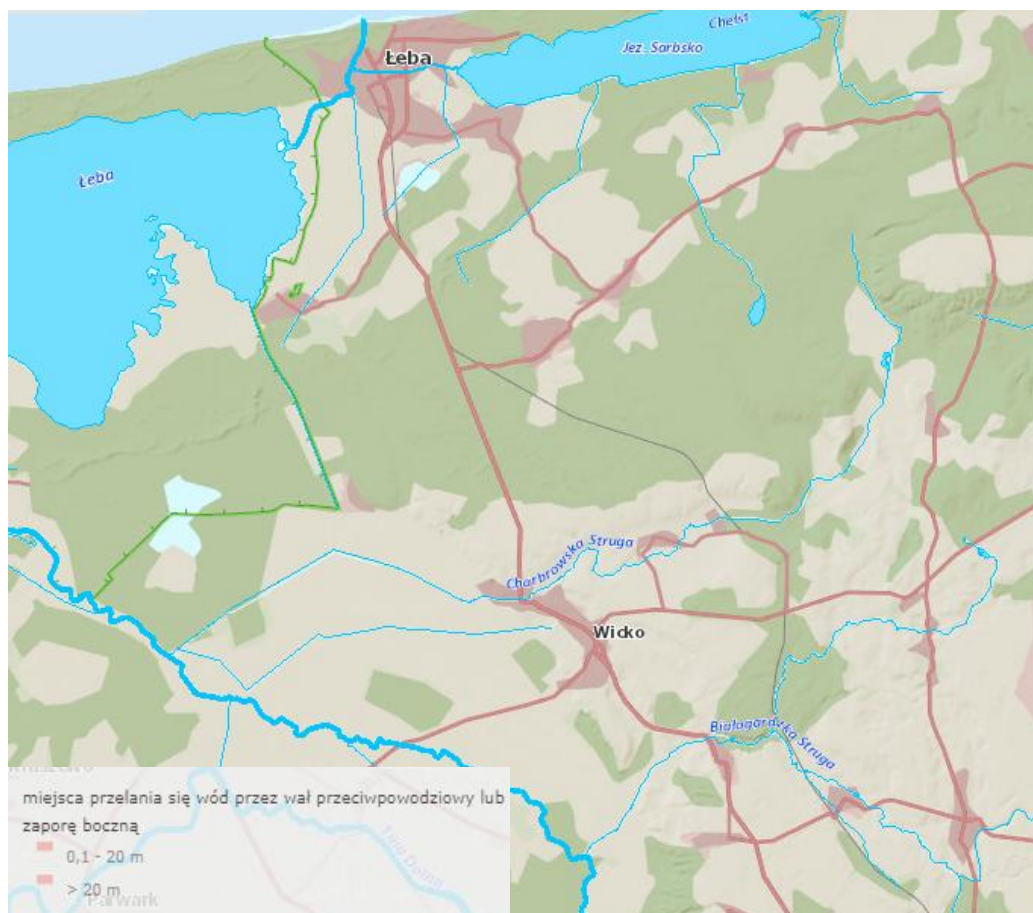 Chełst
Jez. Sarbsko
Łeba
Łeba
Charbrowska Struga
Wicko
Białogardzka Struga
miejsca przelania się wód przez wał przeciwpowodziowy lub
zaporę boczną
0,1 - 20 m
> 20 m
Parwark